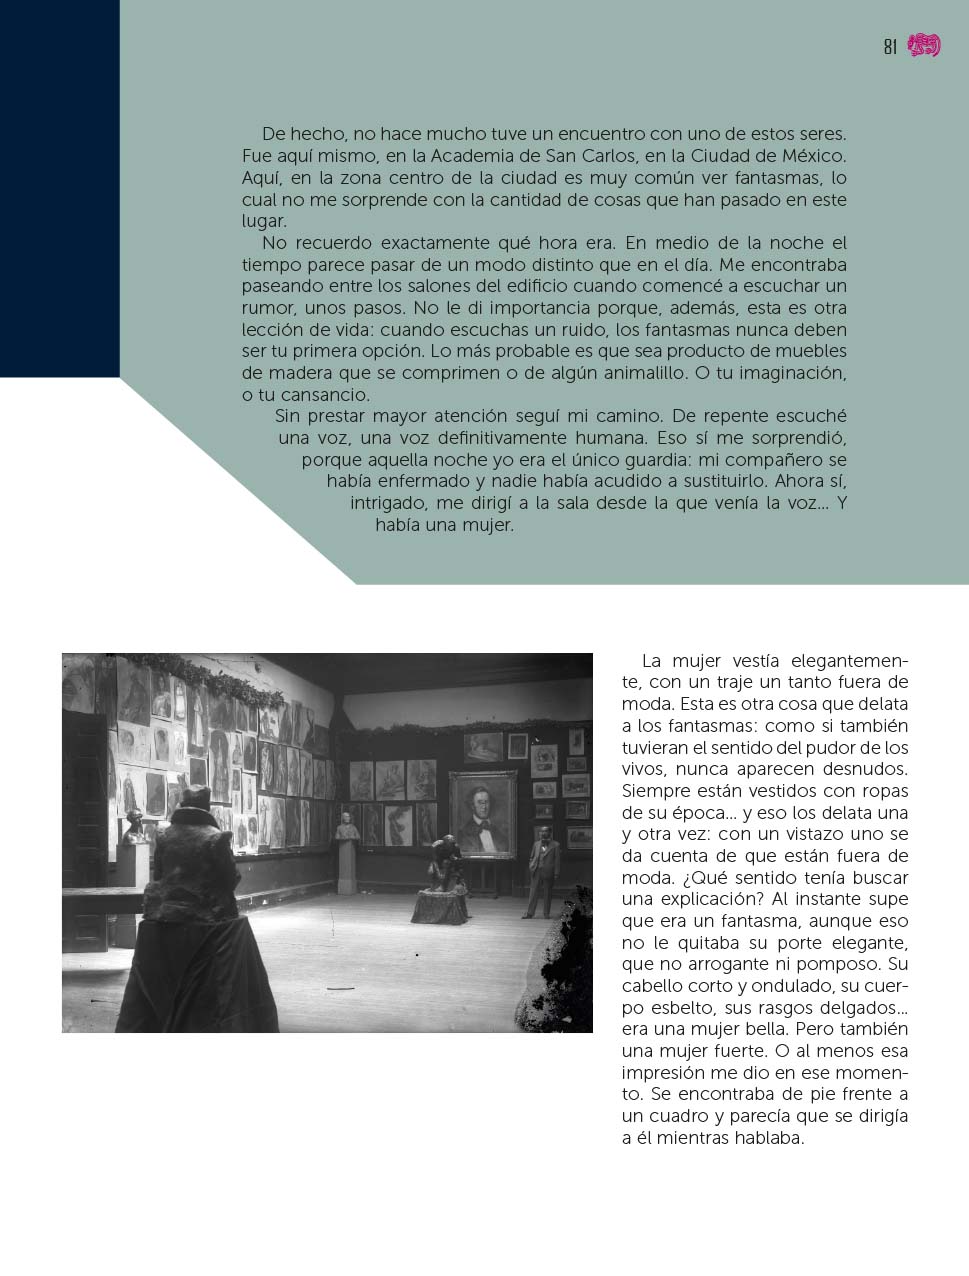 81
De hecho, no hace mucho tuve un encuentro con uno de estos seres.
Fue aquí mismo, en la Academia de San Carlos, en la Ciudad de México.
Aquí, en la zona centro de la ciudad es muy común ver fantasmas, lo
cual no me sorprende con la cantidad de cosas que han pasado en este
lugar.
No recuerdo exactamente qué hora era. En medio de la noche el
tiempo parece pasar de un modo distinto que en el día. Me encontraba
paseando entre los salones del edificio cuando comencé a escuchar un
rumor, unos pasos. No le di importancia porque, además, esta es otra
lección de vida: cuando escuchas un ruido, los fantasmas nunca deben
ser tu primera opción. Lo más probable es que sea producto de muebles
de madera que se comprimen o de algún animalillo. O tu imaginación,
o tu cansancio.
Sin prestar mayor atención seguí mi camino. De repente escuché
una voz, una voz definitivamente humana. Eso sí me sorprendió,
porque aquella noche yo era el único guardia: mi compañero se
había enfermado y nadie había acudido a sustituirlo. Ahora sí,
intrigado, me dirigí a la sala desde la que venía la voz... Y
había una mujer.
La mujer vestía elegantemen-
te, con un traje un tanto fuera de
moda. Esta es otra cosa que delata
a los fantasmas: como si también
tuvieran el sentido del pudor de los
vivos, nunca aparecen desnudos.
Siempre están vestidos con ropas
de su época... y eso los delata una
y otra vez: con un vistazo uno se
da cuenta de que están fuera de
moda. ¿Qué sentido tenía buscar
una explicación? Al instante supe
que era un fantasma, aunque eso
no le quitaba su porte elegante,
que no arrogante ni pomposo. Su
cabello corto y ondulado, su cuer-
po esbelto, sus rasgos delgados...
era una mujer bella. Pero también
una mujer fuerte. O al menos esa
impresión me dio en ese momen-
to. Se encontraba de pie frente a
un cuadro y parecía que se dirigía
a él mientras hablaba.